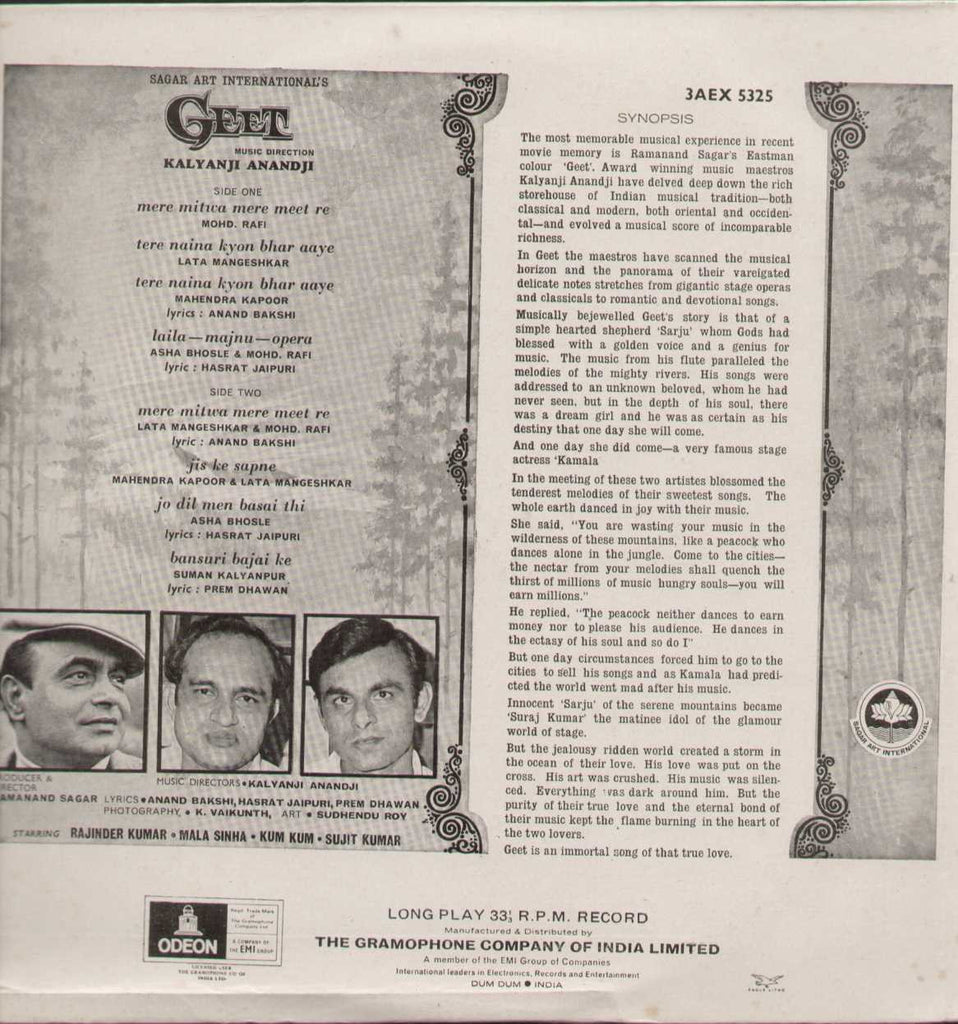 SAGAR ART INTERNATIONAL'S
GEET
MUSIC DIRECTION
KALYANJI ANANDJI
SIDE ONE
mere mitwa mere meet re
MOHD. RAFI
tere naina kyon bhar aaye
LATA MANGESHKAR
tere naina kyon bhar aaye
MAHENDRA KAPOOR
lyrics : ANAND BAKSHI
laila—majnu—opera
ASHA BHOSLE & MOHD. RAFI
lyric : HASRAT JAIPURI
SIDE TWO
mere mitwa mere meet re
LATA MANGESHKAR & MOHD. RAFI
lyric : ANAND BAKSHI
jis ke sapne
MAHENDRA KAPOOR & LATA MANGESHKAR
jo dil men basai thi
ASHA BHOSLE
lyrics : HASRAT JAIPURI
bansuri bajai ke
SUMAN KALYANPUR
lyric : PREM DHAWAN
ODUCER &
RECTOR
AMANAND SAGAR
MUSIC DIRECTORS • KALYANJI ANANDJI
LYRICS • ANAND BAKSHI, HASRAT JAIPURI, PREM DHAWAN
PHOTOGRAPHY • K. VAIKUNTH, ART • SUDHENDU ROY
STARRING RAJINDER KUMAR • MALA SINHA • KUM KUM • SUJIT KUMAR
3AEX 5325
SYNOPSIS
The most memorable musical experience in recent
movie memory is Ramanand Sagar's Eastman
colour 'Geet'. Award winning music maestros
Kalyanji Anandji have delved deep down the rich
storehouse of Indian musical tradition—both
classical and modern, both oriental and occiden-
tal—and evolved a musical score of incomparable
richness.
In Geet the maestros have scanned the musical
horizon and the panorama of their vareigated
delicate notes stretches from gigantic stage operas
and classicals to romantic and devotional songs.
Musically bejewelled Geet's story is that of a
simple hearted shepherd 'Sarju' whom Gods had
blessed with a golden voice and a genius for
music. The music from his flute paralleled the
melodies of the mighty rivers. His songs were
addressed to an unknown beloved, whom he had
never seen, but in the depth of his soul, there
was a dream girl and he was as certain as his
destiny that one day she will come.
And one day she did come—a very famous stage
actress 'Kamala
In the meeting of these two artistes blossomed the
tenderest melodies of their sweetest songs. The
whole earth danced in joy with their music.
She said, "You are wasting your music in the
wilderness of these mountains, like a peacock who
dances alone in the jungle. Come to the cities—
the nectar from your melodies shall quench the
thirst of millions of music hungry souls—you will
earn millions."
He replied, "The peacock neither dances to earn
money nor to please his audience. He dances in
the ectasy of his soul and so do I"
But one day circumstances forced him to go to the
cities to sell his songs and as Kamala had predi-
cted the world went mad after his music.
Innocent 'Sarju' of the serene mountains became
'Suraj Kumar' the matinee idol of the glamour
world of stage.
But the jealousy ridden world created a storm in
the ocean of their love. His love was put on the
cross. His art was crushed. His music was silen-
ced. Everything was dark around him. But the
purity of their true love and the eternal bond of
their music kept the flame burning in the heart of
the two lovers.
Geet is an immortal song of that true love.
SAGAR ART INTERNATIONAL
ODEON
Regd. Trade Mark
of
The Gramophone
Company Ltd
A COMPANY OF
THE EMI GROUP
LICENSED USER
THE GRAMOPHONE CO OF
INDIA LTD
LONG PLAY 33⅓ R.P.M. RECORD
Manufactured & Distributed by
THE GRAMOPHONE COMPANY OF INDIA LIMITED
A member of the EMI Group of Companies
International leaders in Electronics, Records and Entertainment
DUM DUM • INDIA